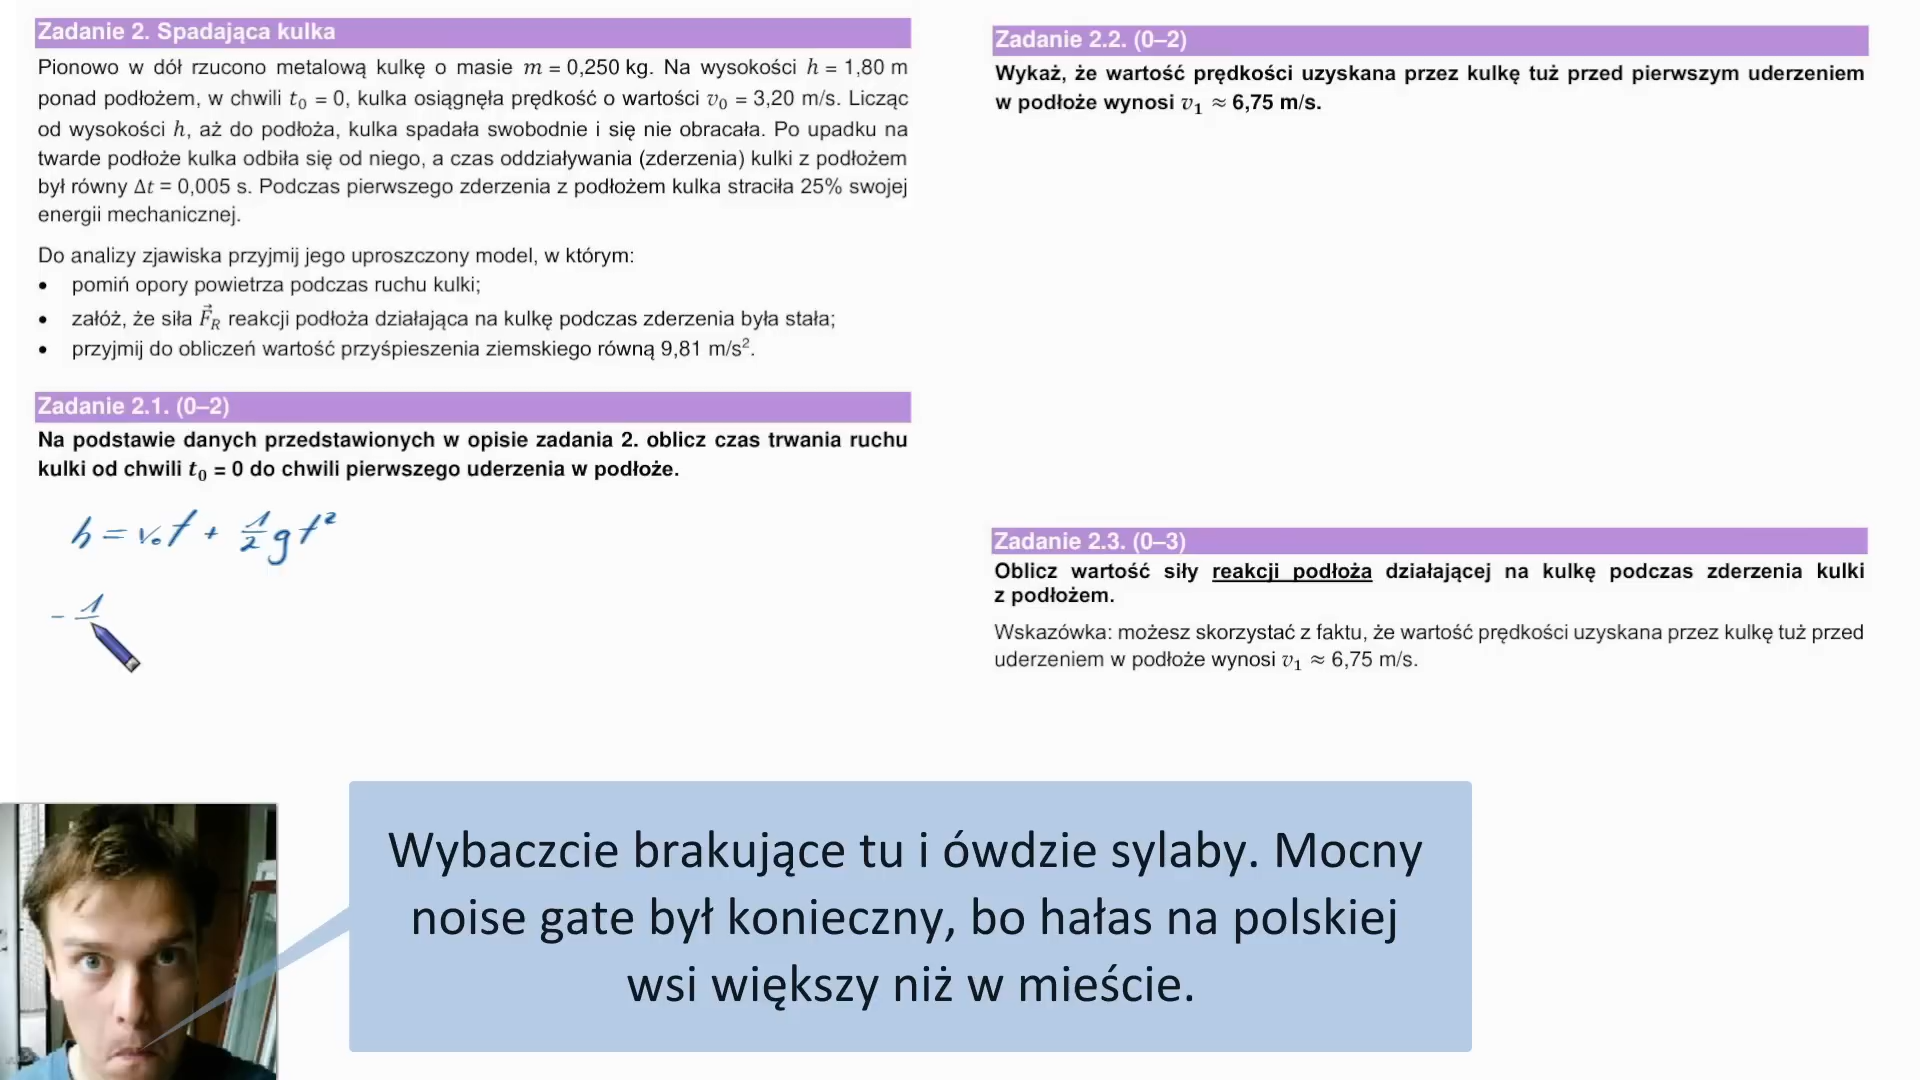 Zadanie 2. Spadająca kulka
Pionowo w dół rzucono metalową kulkę o masie m = 0,250 kg. Na wysokości h = 1,80 m
ponad podłożem, w chwili t₀ = 0, kulka osiągnęła prędkość o wartości v₀ = 3,20 m/s. Licząc
od wysokości h, aż do podłoża, kulka spadała swobodnie i się nie obracała. Po upadku na
twarde podłoże kulka odbiła się od niego, a czas oddziaływania (zderzenia) kulki z podłożem
był równy Δt = 0,005 s. Podczas pierwszego zderzenia z podłożem kulka straciła 25% swojej
energii mechanicznej.
Do analizy zjawiska przyjmij jego uproszczony model, w którym:
• pomiń opory powietrza podczas ruchu kulki;
• załóż, że siła F⃗_R reakcji podłoża działająca na kulkę podczas zderzenia była stała;
• przyjmij do obliczeń wartość przyśpieszenia ziemskiego równą 9,81 m/s².
Zadanie 2.1. (0–2)
Na podstawie danych przedstawionych w opisie zadania 2. oblicz czas trwania ruchu
kulki od chwili t₀ = 0 do chwili pierwszego uderzenia w podłoże.
h = v₀t + 1/2 gt²
- 1
Zadanie 2.2. (0–2)
Wykaż, że wartość prędkości uzyskana przez kulkę tuż przed pierwszym uderzeniem
w podłoże wynosi v₁ ≈ 6,75 m/s.
Zadanie 2.3. (0–3)
Oblicz wartość siły reakcji podłoża działającej na kulkę podczas zderzenia kulki
z podłożem.
Wskazówka: możesz skorzystać z faktu, że wartość prędkości uzyskana przez kulkę tuż przed
uderzeniem w podłoże wynosi v₁ ≈ 6,75 m/s.
Wybaczcie brakujące tu i ówdzie sylaby. Mocny
noise gate był konieczny, bo hałas na polskiej
wsi większy niż w mieście.